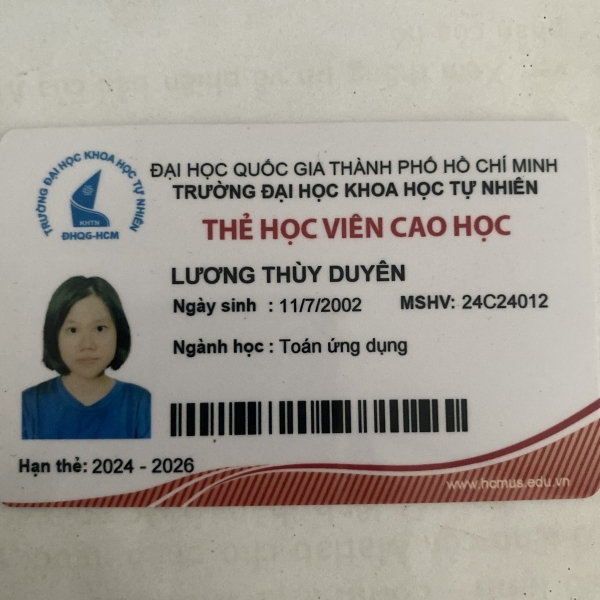 TRƯỜNG ĐẠI HỌC KHOA HỌC TỰ NHIÊN
KHTN
ĐHQG-HCM
ĐẠI HỌC QUỐC GIA THÀNH PHỐ HỒ CHÍ MINH
TRƯỜNG ĐẠI HỌC KHOA HỌC TỰ NHIÊN
THẺ HỌC VIÊN CAO HỌC
LƯƠNG THÙY DUYÊN
Ngày sinh : 11/7/2002 MSHV: 24C24012
Ngành học : Toán ứng dụng
Hạn thẻ: 2024 - 2026
www.hcmus.edu.vn